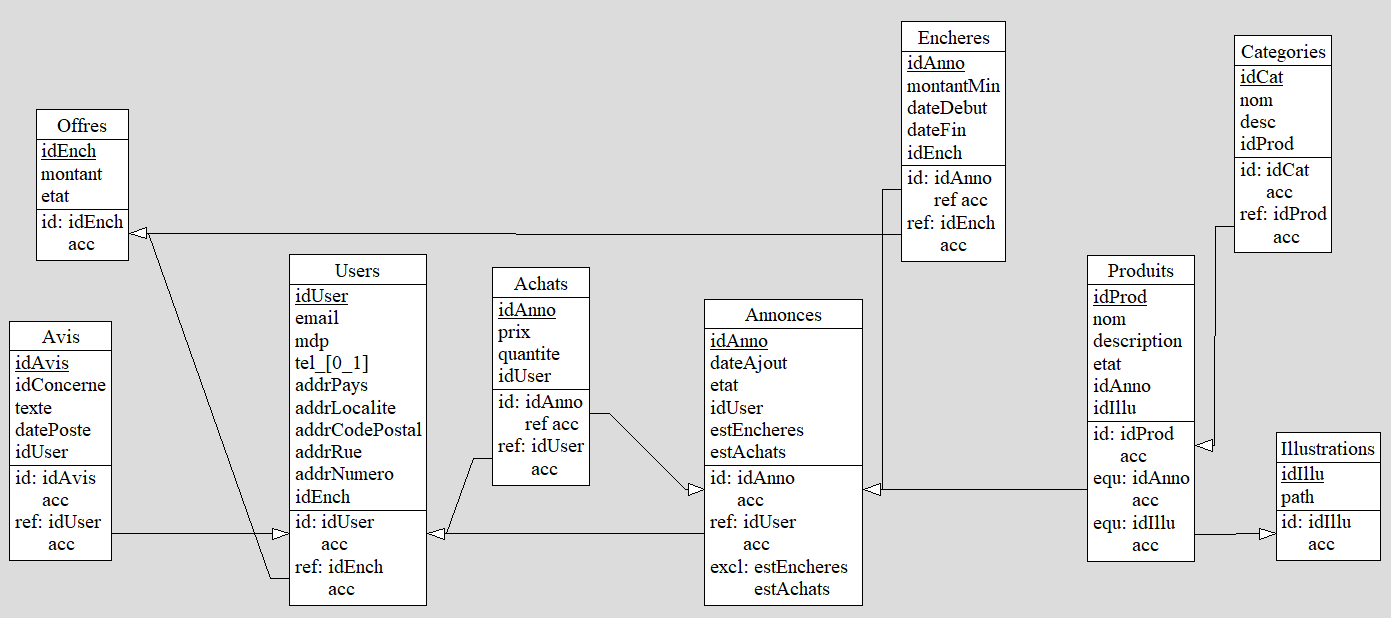 Offres
idEnch
montant
etat
id: idEnch
acc
Avis
idAvis
idConcerne
texte
datePoste
idUser
id: idAvis
acc
ref: idUser
acc
Users
idUser
email
mdp
tel_[0_1]
addrPays
addrLocalite
addrCodePostal
addrRue
addrNumero
idEnch
id: idUser
acc
ref: idEnch
acc
Achats
idAnno
prix
quantite
idUser
id: idAnno
ref acc
ref: idUser
acc
Annonces
idAnno
dateAjout
etat
idUser
estEncheres
estAchats
id: idAnno
acc
ref: idUser
acc
excl: estEncheres
estAchats
Encheres
idAnno
montantMin
dateDebut
dateFin
idEnch
id: idAnno
ref acc
ref: idEnch
acc
Produits
idProd
nom
description
etat
idAnno
idIllu
id: idProd
acc
equ: idAnno
acc
equ: idIllu
acc
Categories
idCat
nom
desc
idProd
id: idCat
acc
ref: idProd
acc
Illustrations
idIllu
path
id: idIllu
acc